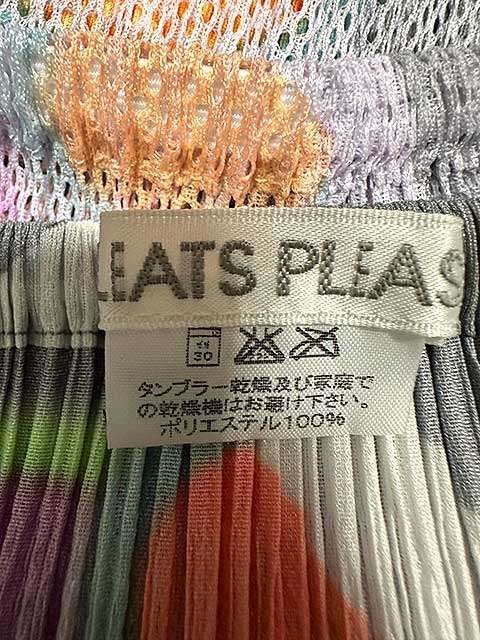 LEATS PLEAS
弱
30
タンブラー乾燥及び家庭で
の乾燥機はお避け下さい。
ポリエステル100%